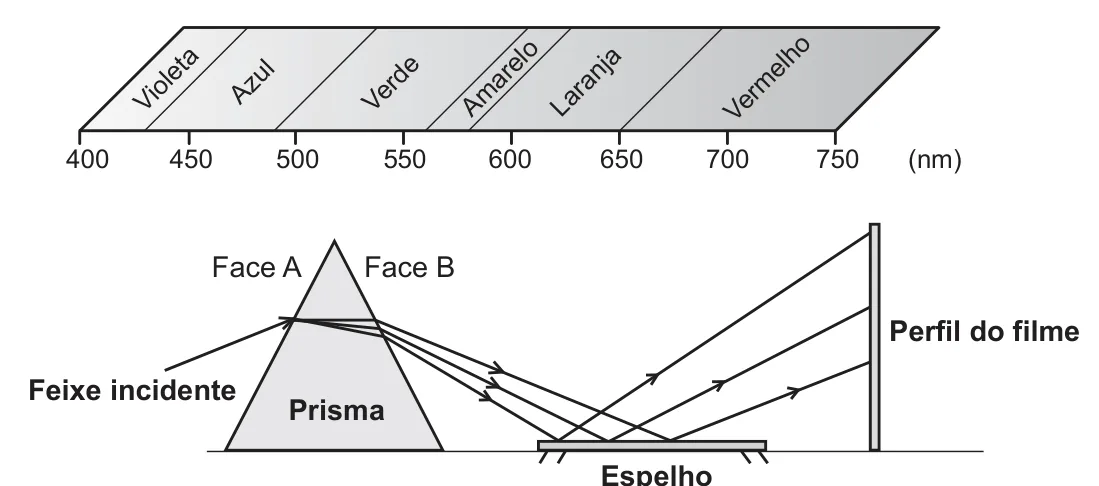 Violeta
Azul
Verde
Amarelo
Laranja
Vermelho
400 450 500 550 600 650 700 750 (nm)
Face A Face B
Perfil do filme
Feixe incidente
Prisma
Espelho